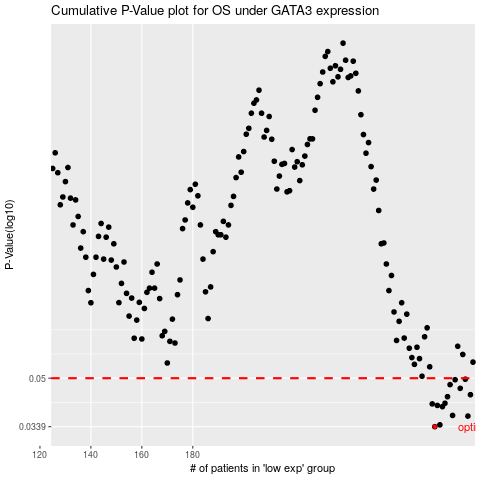 Cumulative P-Value plot for OS under GATA3 expression
P-Value(log10)
0.05
0.0339
opti
120 140 160 180
# of patients in 'low exp' group